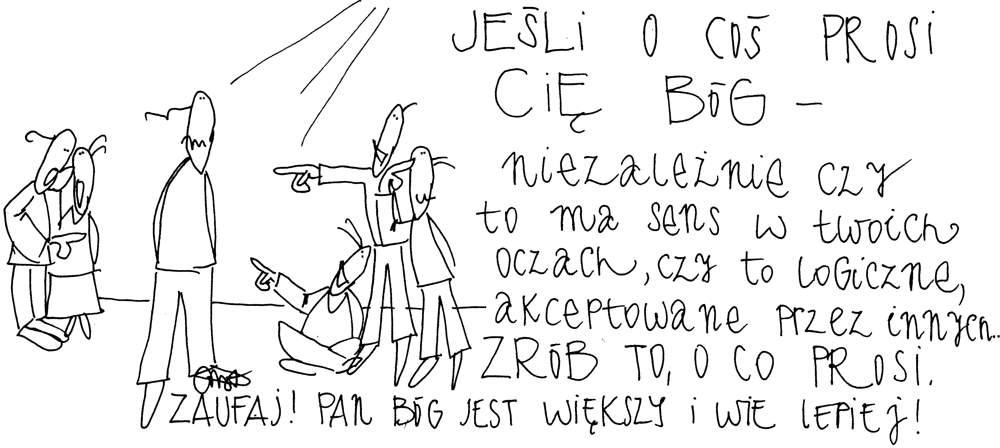 JEŚLI O COŚ PROSI
CIĘ BÓG –
niezależnie czy
to ma sens w twoich
oczach, czy to logiczne,
akceptowane przez innych..
ZRÓB TO, O CO PROSI.
ZAUFAJ! PAN BÓG JEST WIĘKSZY i WIE LEPIEJ!